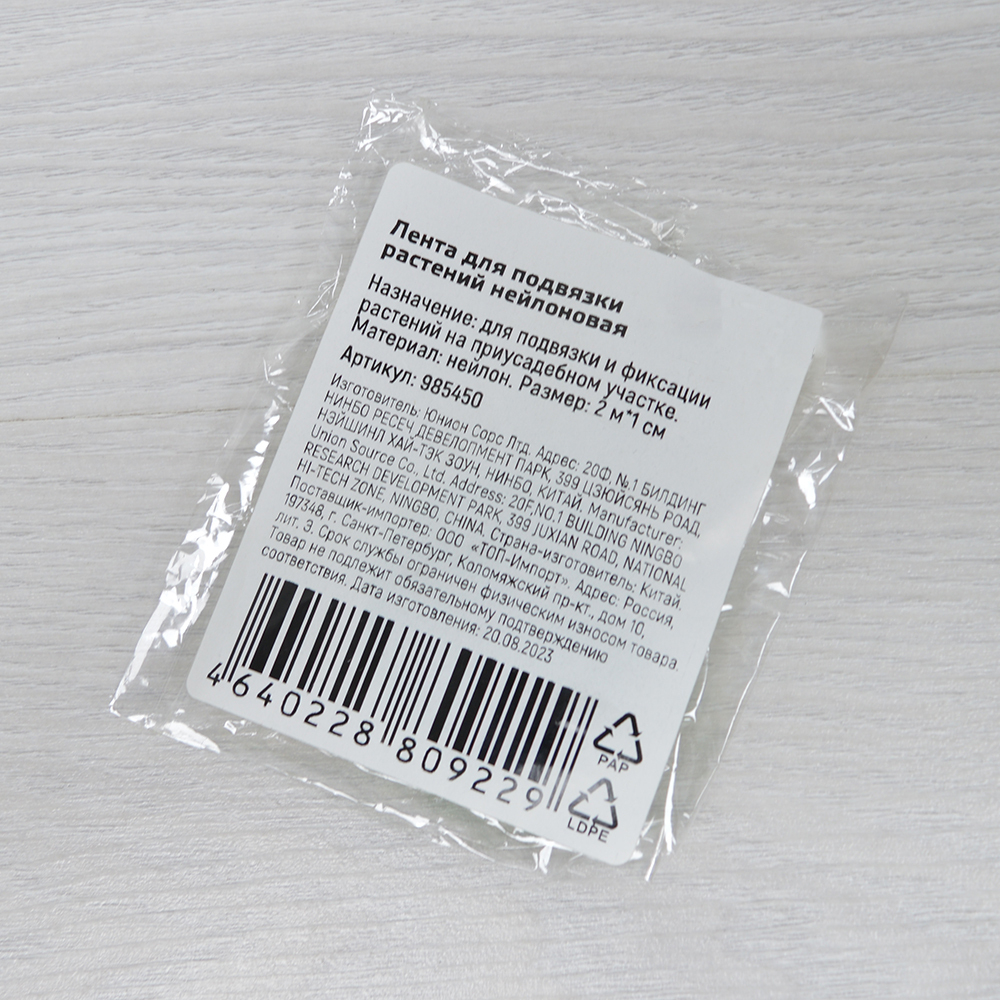 Лента для подвязки
растений нейлоновая
Назначение: для подвязки и фиксации
растений на приусадебном участке.
Материал: нейлон. Размер: 2 м*1 см
Артикул: 985450
Изготовитель: Юнион Сорс Лтд. Адрес: 20Ф, №.1 БИЛДИНГ
НИНБО РЕСЕЧ ДЕВЕЛОПМЕНТ ПАРК, 399 ЦЗЮЙСЯНЬ РОАД,
НЭЙШИНЛ ХАЙ-ТЭК ЗОУН, НИНБО, КИТАЙ. Manufacturer:
Union Source Co., Ltd. Address: 20F,NO.1 BUILDING NINGBO
RESEARCH DEVELOPMENT PARK, 399 JUXIAN ROAD, NATIONAL
HI-TECH ZONE, NINGBO, CHINA. Страна-изготовитель: Китай.
Поставщик-импортер: ООО «ТОП-Импорт». Адрес: Россия,
197348, г. Санкт-Петербург, Коломяжский пр-кт, дом 10,
лит. Э. Срок службы ограничен физическим износом товара
Товар не подлежит обязательному подтверждению
соответствия. Дата изготовления: 20.08.2023
4 640228 809229
PAP
LDPE